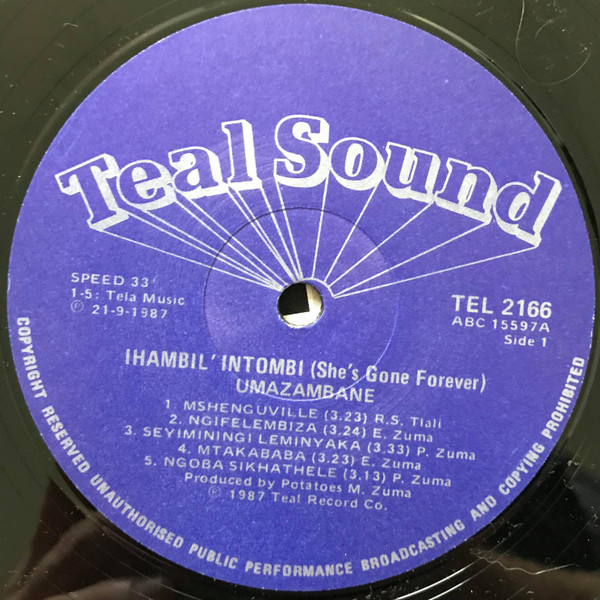 Teal Sound
SPEED 33
1-5: Tela Music
℗ 21-9-1987
TEL 2166
ABC 15597A
Side 1
IHAMBIL' INTOMBI (She's Gone Forever)
UMAZAMBANE
1. MSHENGUVILLE (3.23) R.S. Tlali
2. NGIFELEMBIZA (3.24) E. Zuma
3. SEYIMININGI LEMINYAKA (3.33) P. Zuma
4. MTAKABABA (3.23) E. Zuma
5. NGOBA SIKHATHELE (3.13) P. Zuma
Produced by Potatoes M. Zuma
℗ 1987 Teal Record Co.
COPYRIGHT RESERVED UNAUTHORISED PUBLIC PERFORMANCE BROADCASTING AND COPYING PROHIBITED